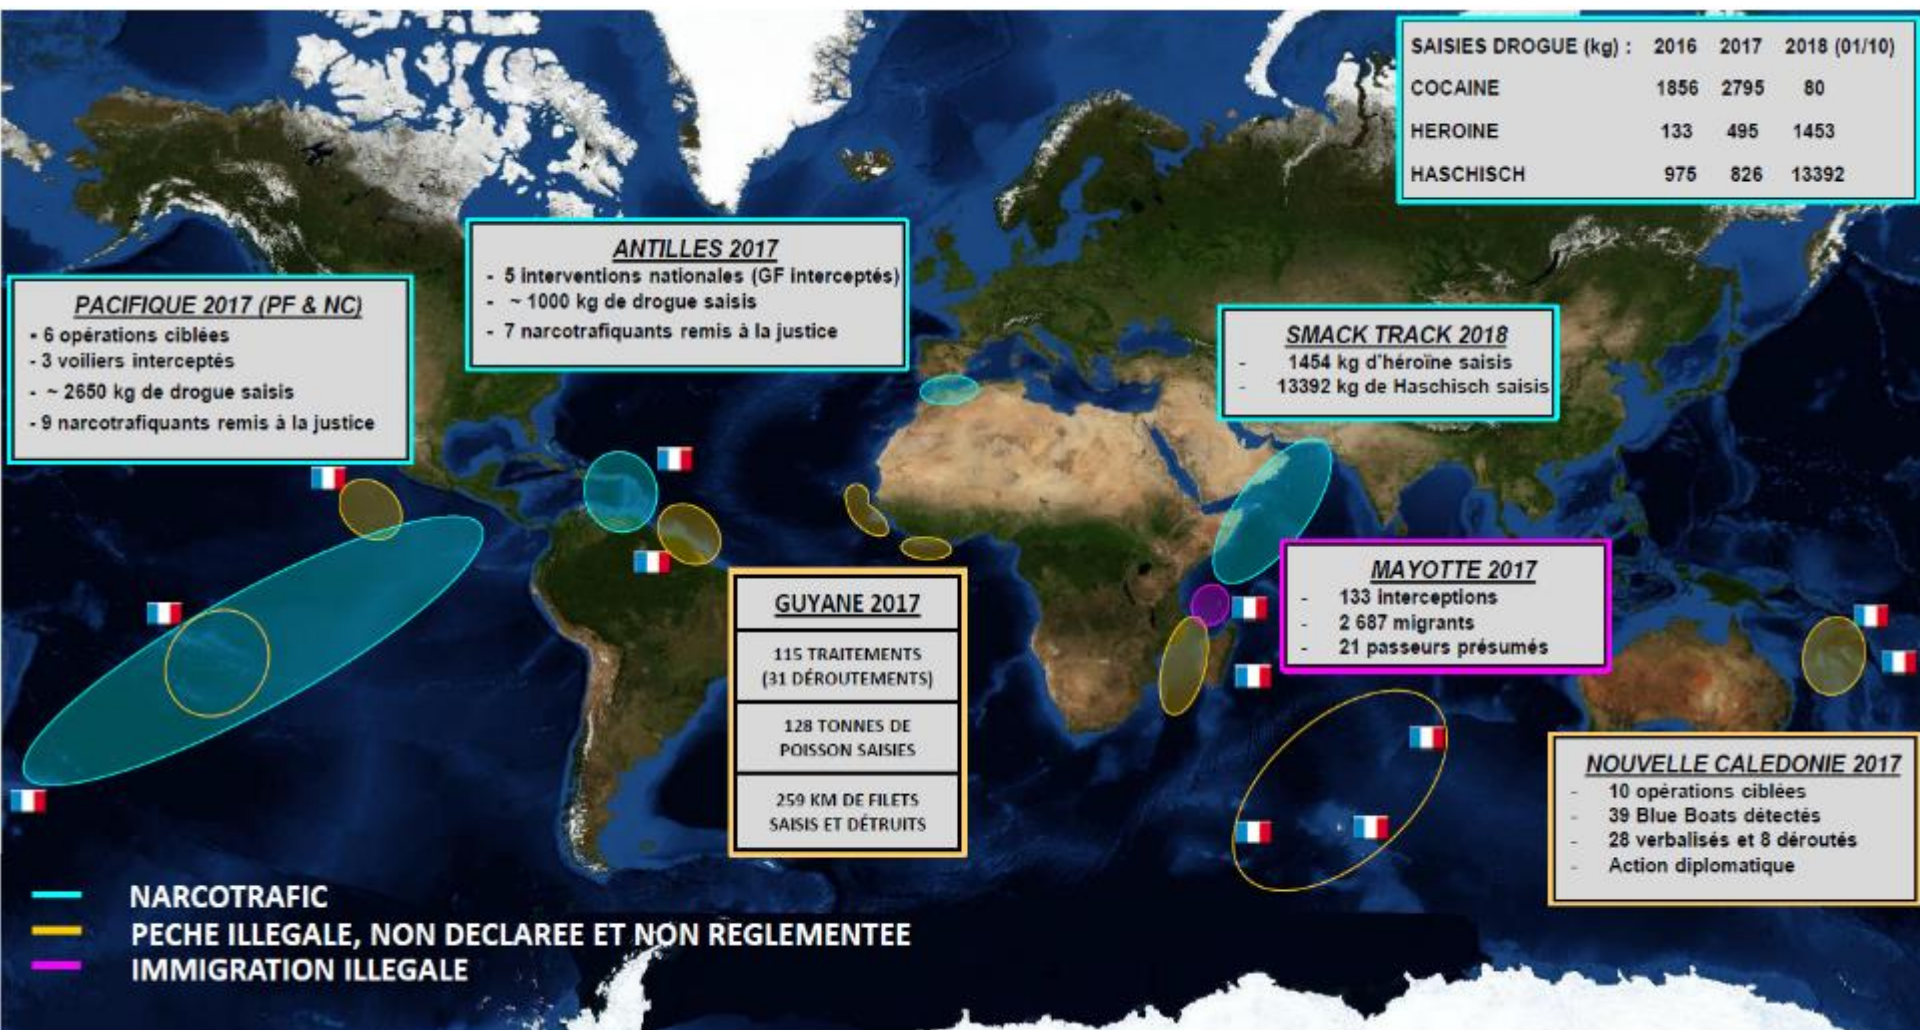 SAISIES DROGUE (kg) : 2016 2017 2018 (01/10)
COCAINE 1856 2795 80
HEROINE 133 495 1453
HASCHISCH 975 826 13392
ANTILLES 2017
- 5 interventions nationales (GF interceptés)
- ~ 1000 kg de drogue saisis
- 7 narcotrafiquants remis à la justice
PACIFIQUE 2017 (PF & NC)
- 6 opérations ciblées
- 3 voiliers interceptés
- ~ 2650 kg de drogue saisis
- 9 narcotrafiquants remis à la justice
SMACK TRACK 2018
- 1454 kg d'héroïne saisis
- 13392 kg de Haschisch saisis
MAYOTTE 2017
- 133 interceptions
- 2 687 migrants
- 21 passeurs présumés
GUYANE 2017
115 TRAITEMENTS
(31 DÉROUTEMENTS)
128 TONNES DE
POISSON SAISIES
259 KM DE FILETS
SAISIS ET DÉTRUITS
NOUVELLE CALEDONIE 2017
- 10 opérations ciblées
- 39 Blue Boats détectés
- 28 verbalisés et 8 déroutés
- Action diplomatique
NARCOTRAFIC
PECHE ILLEGALE, NON DECLAREE ET NON REGLEMENTEE
IMMIGRATION ILLEGALE